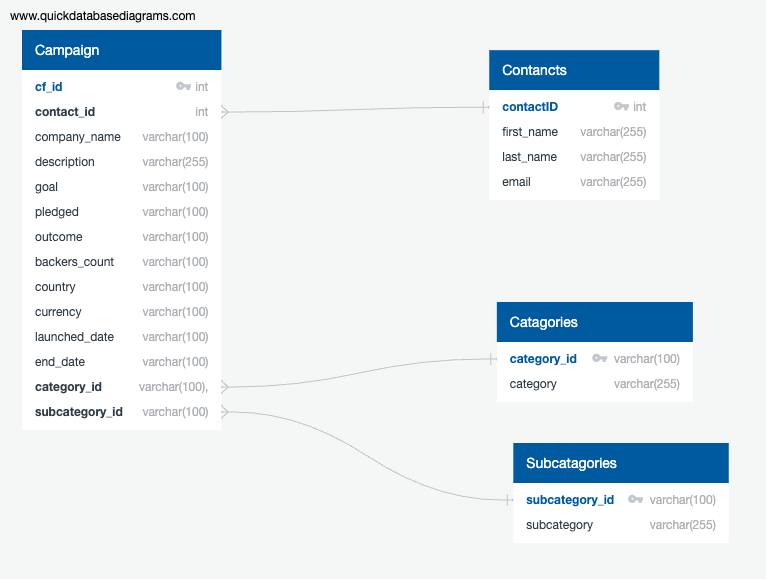 www.quickdatabasediagrams.com
Campaign
cf_id int
contact_id int
company_name varchar(100)
description varchar(255)
goal varchar(100)
pledged varchar(100)
outcome varchar(100)
backers_count varchar(100)
country varchar(100)
currency varchar(100)
launched_date varchar(100)
end_date varchar(100)
category_id varchar(100),
subcategory_id varchar(100)
Contancts
contactID int
first_name varchar(255)
last_name varchar(255)
email varchar(255)
Catagories
category_id varchar(100)
category varchar(255)
Subcatagories
subcategory_id varchar(100)
subcategory varchar(255)